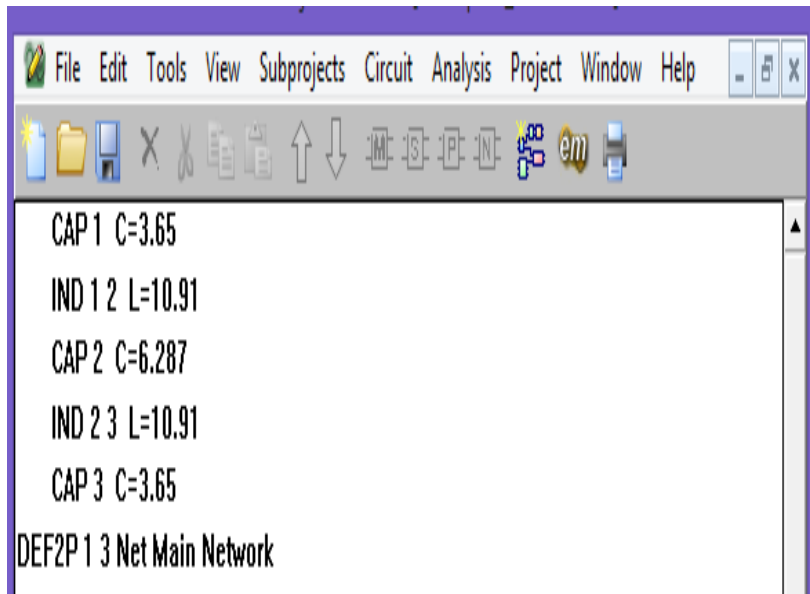 File Edit Tools View Subprojects Circuit Analysis Project Window Help
M S P N em
CAP 1 C=3.65
IND 1 2 L=10.91
CAP 2 C=6.287
IND 2 3 L=10.91
CAP 3 C=3.65
DEF2P 1 3 Net Main Network